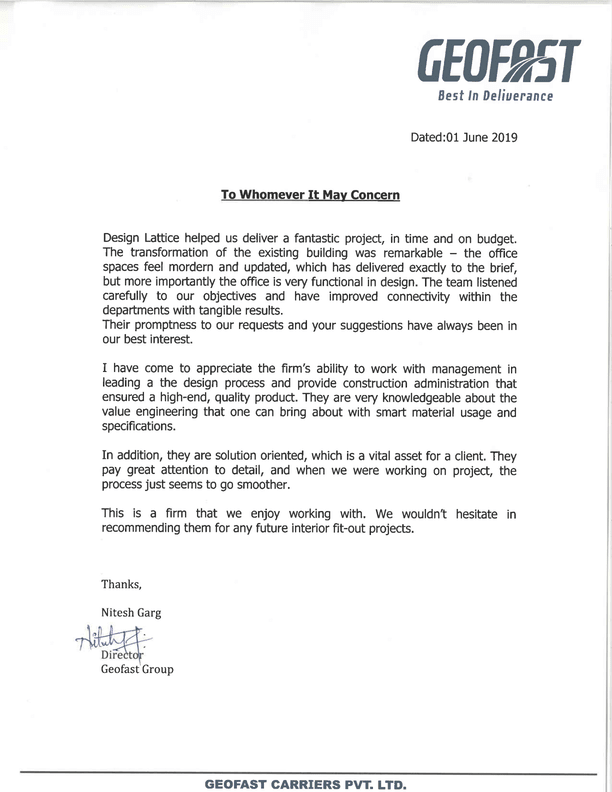 GEOFAST
Best In Deliverance
Dated:01 June 2019
To Whomever It May Concern
Design Lattice helped us deliver a fantastic project, in time and on budget.
The transformation of the existing building was remarkable – the office
spaces feel mordern and updated, which has delivered exactly to the brief,
but more importantly the office is very functional in design. The team listened
carefully to our objectives and have improved connectivity within the
departments with tangible results.
Their promptness to our requests and your suggestions have always been in
our best interest.
I have come to appreciate the firm's ability to work with management in
leading a the design process and provide construction administration that
ensured a high-end, quality product. They are very knowledgeable about the
value engineering that one can bring about with smart material usage and
specifications.
In addition, they are solution oriented, which is a vital asset for a client. They
pay great attention to detail, and when we were working on project, the
process just seems to go smoother.
This is a firm that we enjoy working with. We wouldn't hesitate in
recommending them for any future interior fit-out projects.
Thanks,
Nitesh Garg
Director
Geofast Group
GEOFAST CARRIERS PVT. LTD.